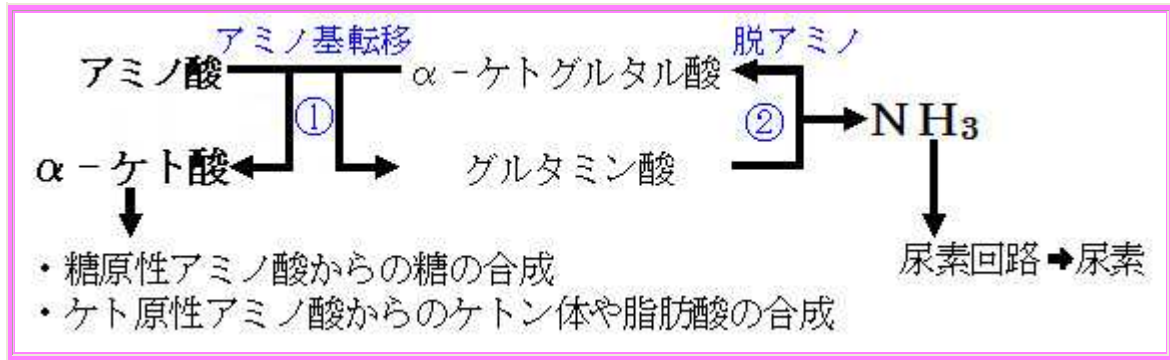 アミノ基転移 脱アミノ
アミノ酸 α-ケトグルタル酸
① ② NH₃
α-ケト酸 グルタミン酸
・糖原性アミノ酸からの糖の合成 尿素回路➡尿素
・ケト原性アミノ酸からのケトン体や脂肪酸の合成